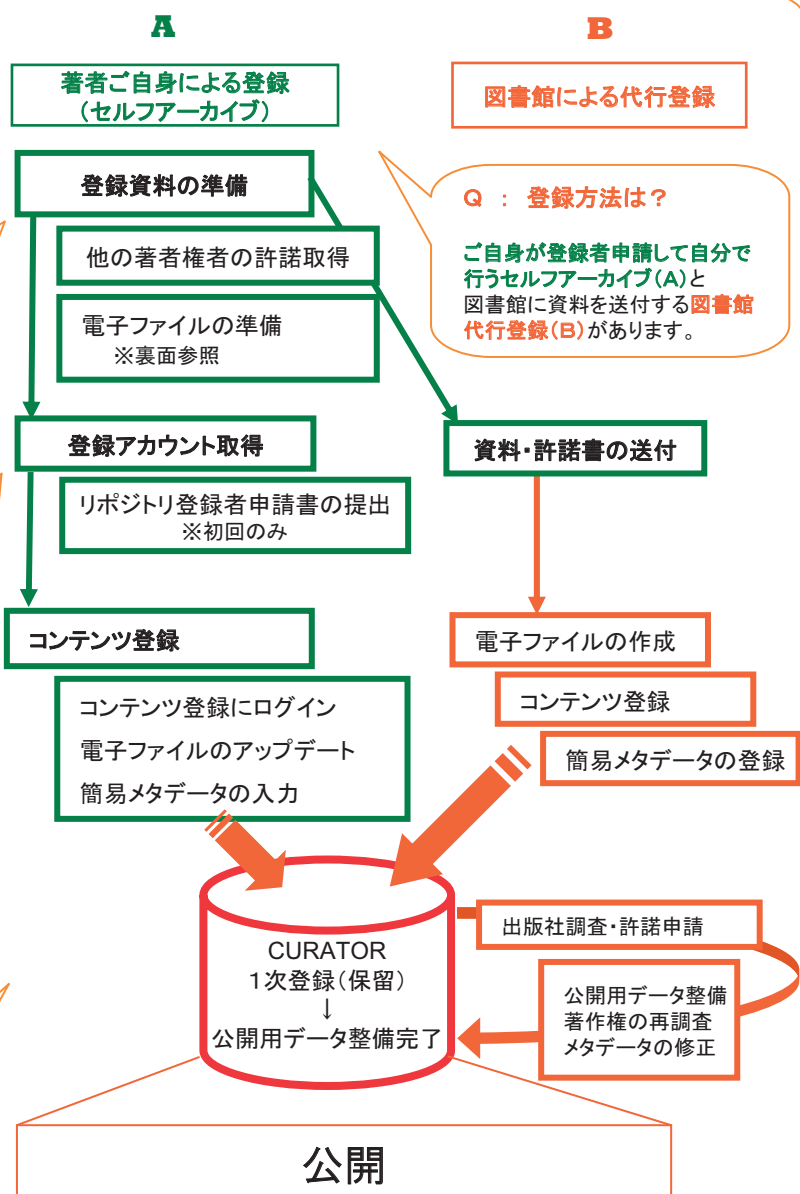 A
著者ご自身による登録
（セルフアーカイブ）
登録資料の準備
他の著者権者の許諾取得
電子ファイルの準備
※裏面参照
登録アカウント取得
リポジトリ登録者申請書の提出
※初回のみ
コンテンツ登録
コンテンツ登録にログイン
電子ファイルのアップデート
簡易メタデータの入力
B
図書館による代行登録
Q ： 登録方法は？
ご自身が登録者申請して自分で
行うセルフアーカイブ（A）と
図書館に資料を送付する図書館
代行登録（B）があります。
資料・許諾書の送付
電子ファイルの作成
コンテンツ登録
簡易メタデータの登録
CURATOR
1次登録（保留）
↓
公開用データ整備完了
出版社調査・許諾申請
公開用データ整備
著作権の再調査
メタデータの修正
公開